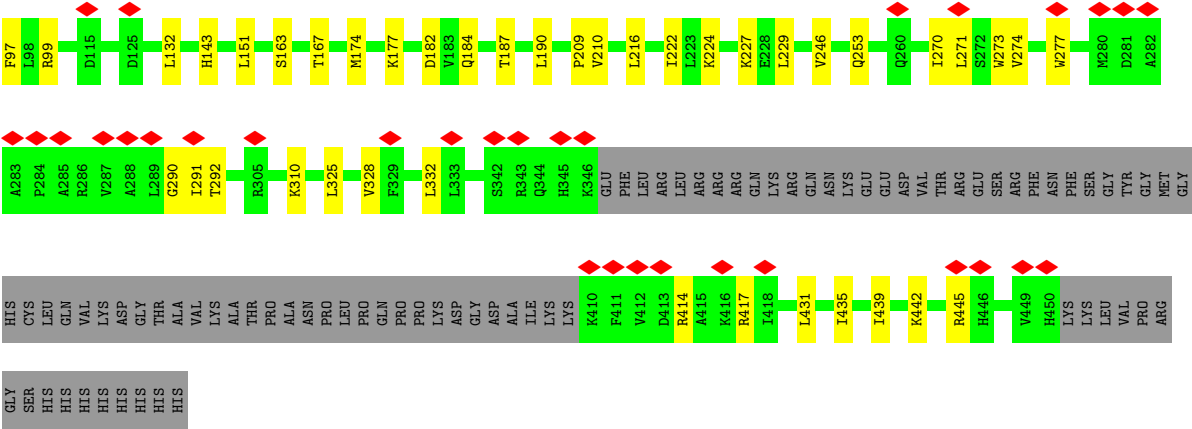 F97 L98 R99 D115 D125 L132 H143 L151 S163 T167 M174 K177 D182 V183 Q184 T187 L190 P209 V210 L216 I222 L223 K224 K227 E228 L229 V246 Q253 Q260 I270 L271 S272 W273 V274 W277 M280 D281 A282
A283 P284 A285 R286 V287 A288 L289 G290 I291 T292 R305 K310 L325 V328 F329 L332 L333 S342 R343 Q344 H345 K346 GLU PHE LEU ARG LEU ARG ARG ARG GLN LYS ARG GLN ASN LYS GLU GLU ASP VAL THR ARG GLU SER ARG PHE ASN PHE SER GLY TYR GLY MET GLY
HIS CYS LEU GLN VAL LYS ASP GLY THR ALA VAL LYS ALA THR PRO ALA ASN PRO LEU PRO GLN PRO PRO LYS ASP GLY ASP ALA ILE LYS LYS K410 F411 V412 D413 R414 A415 K416 R417 I418 L431 I435 I439 K442 R445 H446 V449 H450 LYS LYS LEU VAL PRO ARG
GLY SER HIS HIS HIS HIS HIS HIS HIS HIS